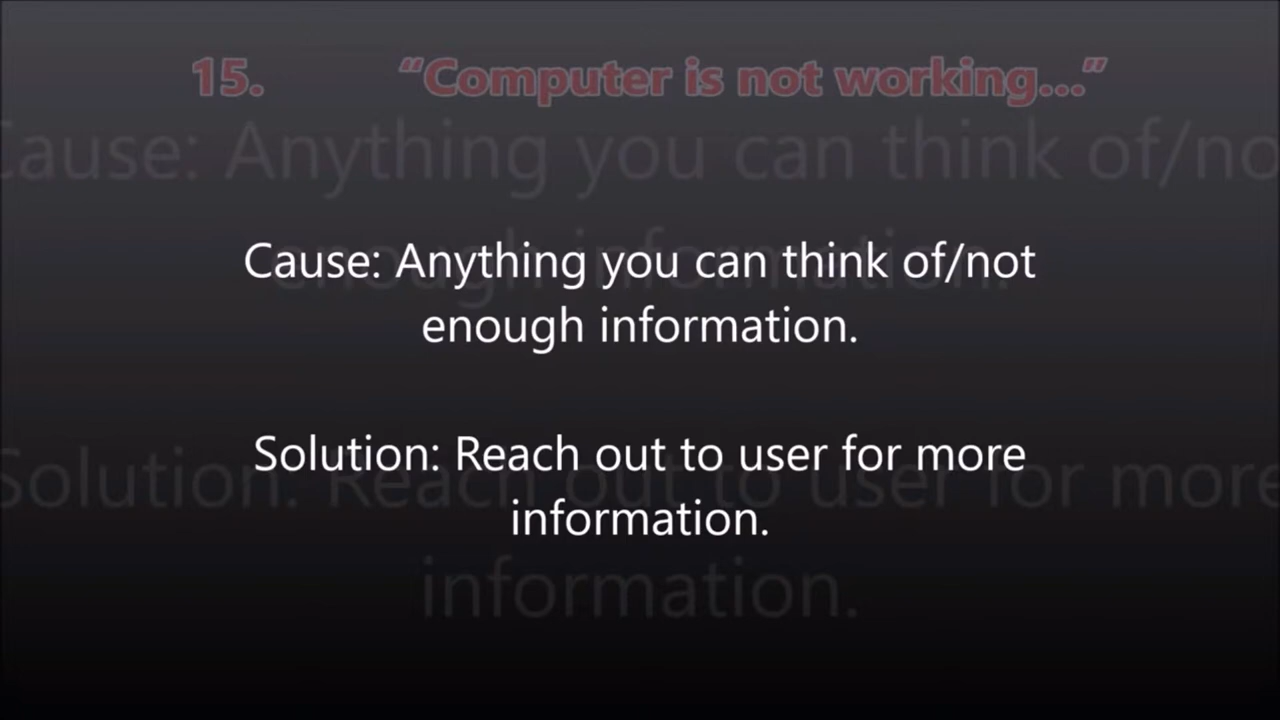 15. “Computer is not working...”
Cause: Anything you can think of/not
enough information.
Solution: Reach out to user for more
information.